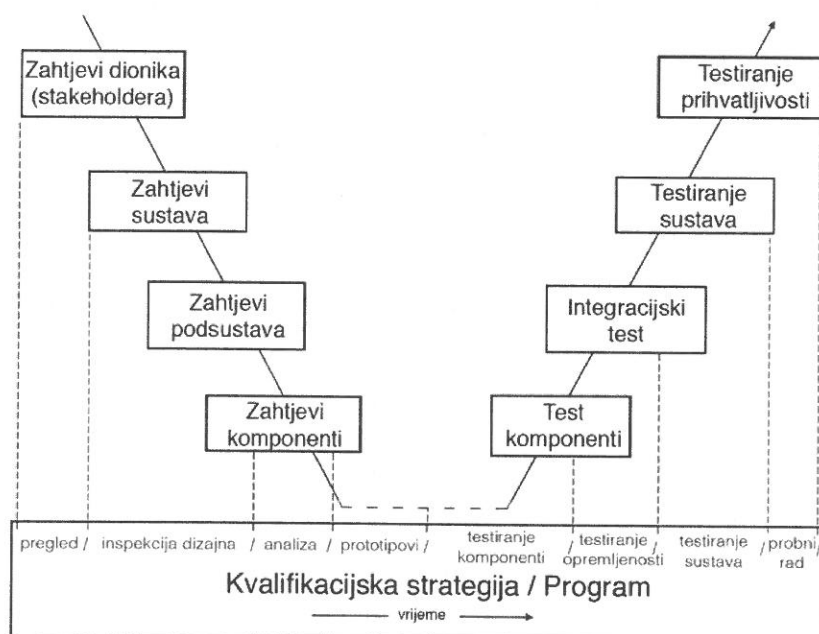 Zahtjevi dionika
(stakeholdera)
Testiranje
prihvatljivosti
Zahtjevi
sustava
Testiranje
sustava
Zahtjevi
podsustava
Integracijski
test
Zahtjevi
komponenti
Test
komponenti
pregled / inspekcija dizajna / analiza / prototipovi / testiranje komponenti / testiranje opremljenosti / testiranje sustava / probni rad
Kvalifikacijska strategija / Program
vrijeme